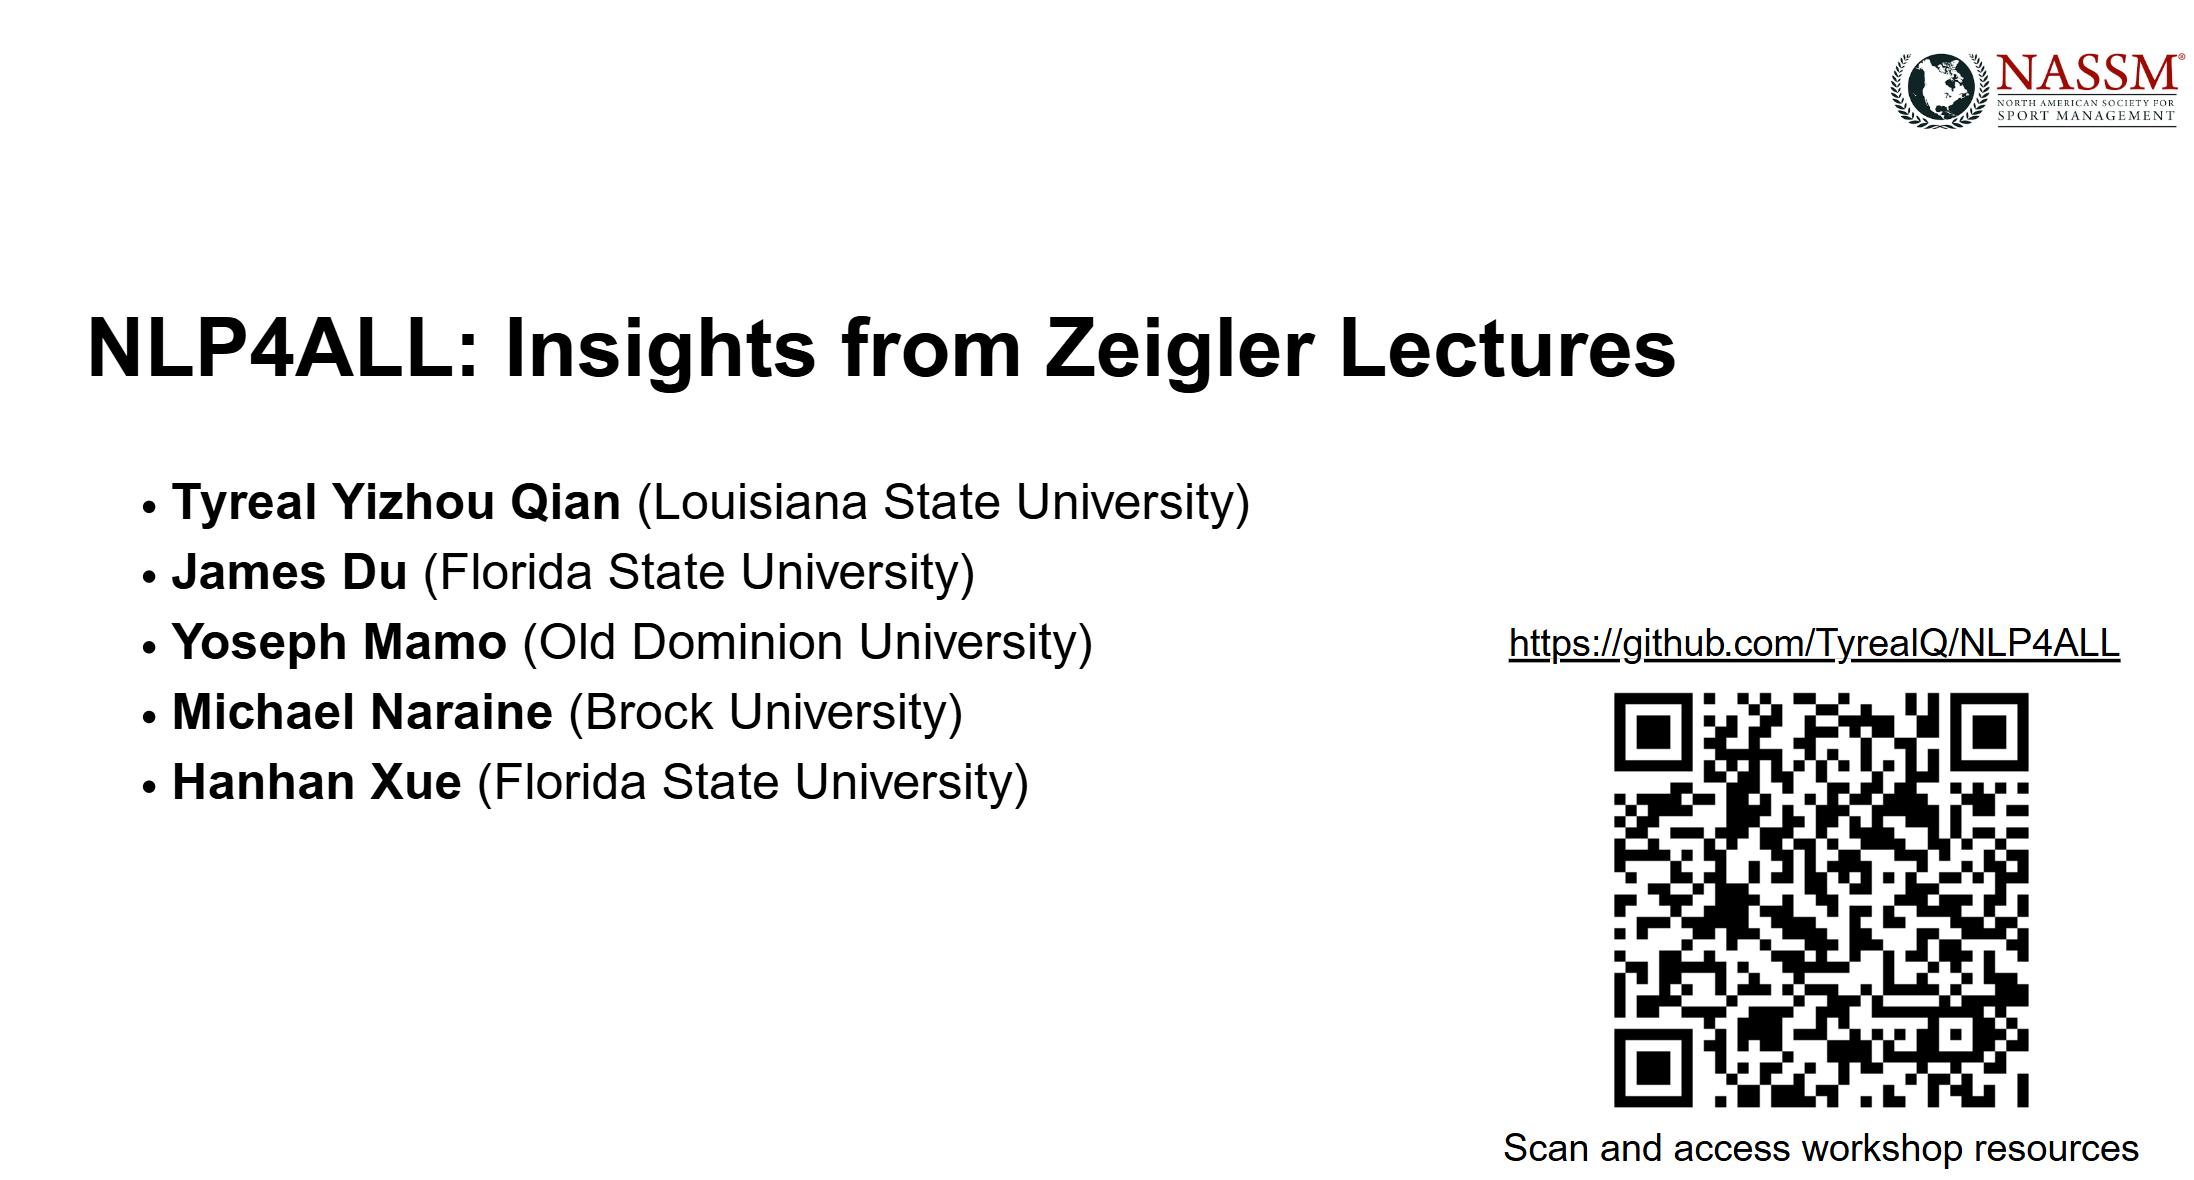 NASSM®
NORTH AMERICAN SOCIETY FOR
SPORT MANAGEMENT
NLP4ALL: Insights from Zeigler Lectures
• Tyreal Yizhou Qian (Louisiana State University)
• James Du (Florida State University)
• Yoseph Mamo (Old Dominion University)
• Michael Naraine (Brock University)
• Hanhan Xue (Florida State University)
https://github.com/TyrealQ/NLP4ALL
Scan and access workshop resources